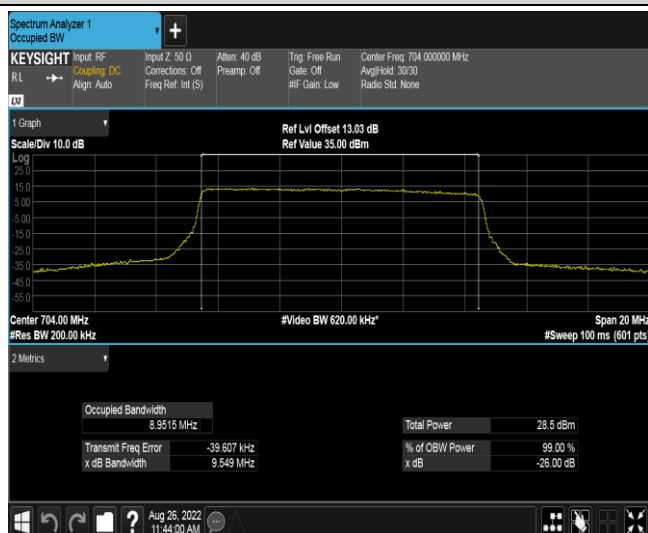 Spectrum Analyzer 1
Occupied BW
+
KEYSIGHT Input: RF Input Z: 50 Ω Atten: 40 dB Trig: Free Run Center Freq: 704.000000 MHz
RL Coupling: DC Corrections: Off Preamp: Off Gate: Off Avg|Hold: 30/30
Align: Auto Freq Ref: Int (S) #IF Gain: Low Radio Std: None
LXI
1 Graph Ref Lvl Offset 13.03 dB
Scale/Div 10.0 dB Ref Value 35.00 dBm
Log
25.0
15.0
5.00
-5.00
-15.0
-25.0
-35.0
-45.0
-55.0
Center 704.00 MHz #Video BW 620.00 kHz* Span 20 MHz
#Res BW 200.00 kHz #Sweep 100 ms (601 pts)
2 Metrics
Occupied Bandwidth
8.9515 MHz Total Power 28.5 dBm
Transmit Freq Error -39.607 kHz % of OBW Power 99.00 %
x dB Bandwidth 9.549 MHz x dB -26.00 dB
? Aug 26, 2022
11:44:00 AM